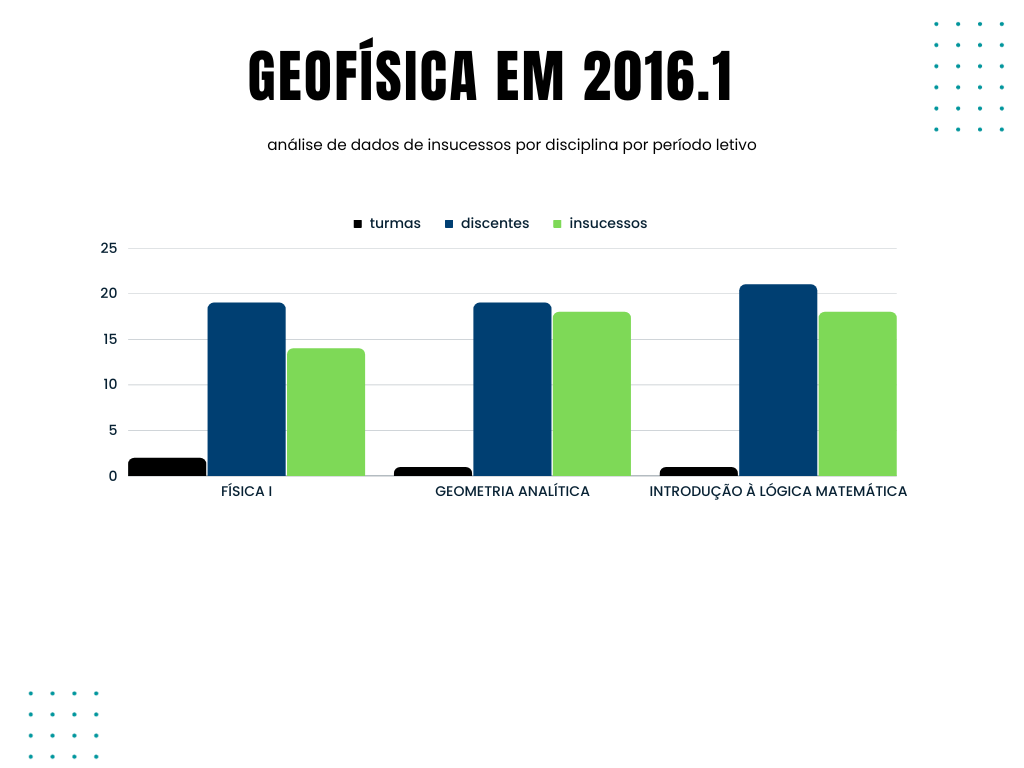 GEOFÍSICA EM 2016.1
análise de dados de insucessos por disciplina por período letivo
turmas discentes insucessos
25
20
15
10
5
0
FÍSICA I GEOMETRIA ANALÍTICA INTRODUÇÃO À LÓGICA MATEMÁTICA